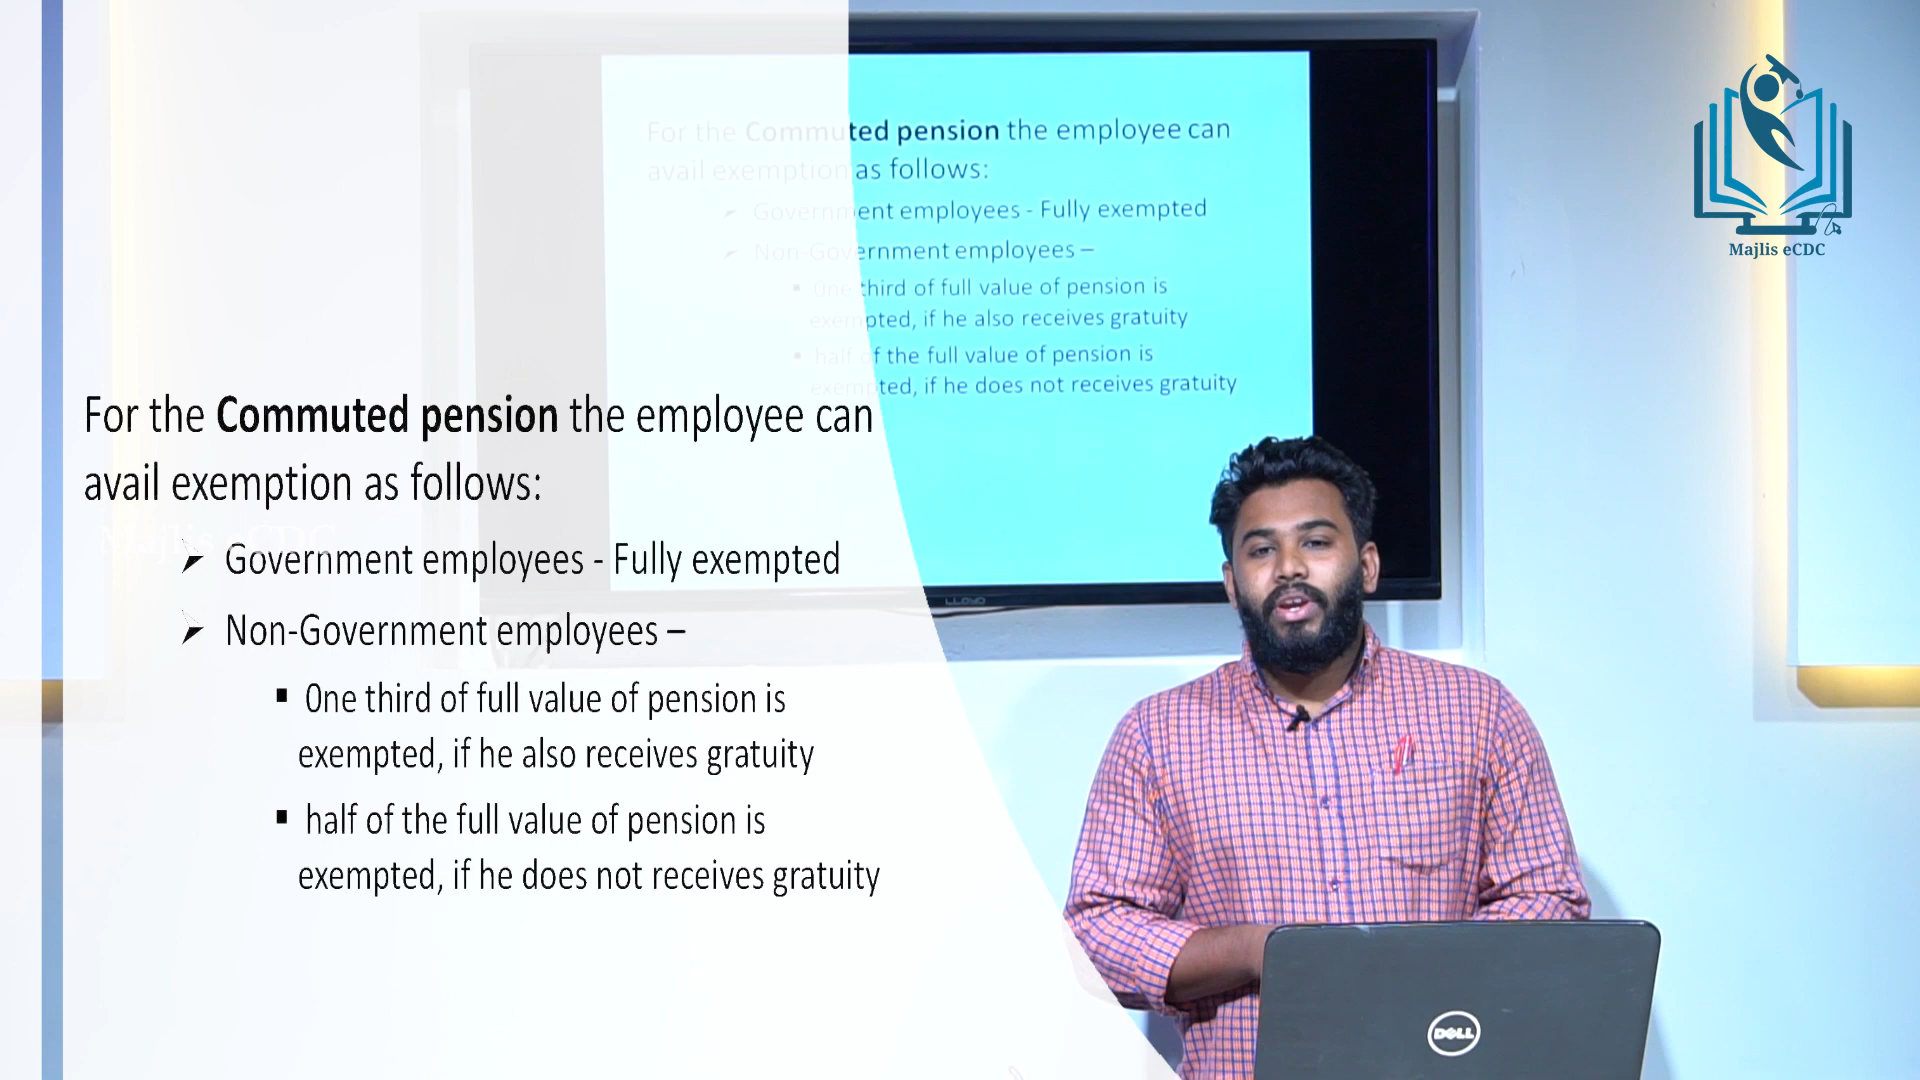 For the Commuted pension the employee can
avail exemption as follows:
Government employees - Fully exempted
Non-Government employees –
One third of full value of pension is
exempted, if he also receives gratuity
half of the full value of pension is
exempted, if he does not receives gratuity
For the Commuted pension the employee can
avail exemption as follows:
Government employees - Fully exempted
Non-Government employees –
One third of full value of pension is
exempted, if he also receives gratuity
half of the full value of pension is
exempted, if he does not receives gratuity
LLOYD
Majlis eCDC
Majlis eCDC
DELL